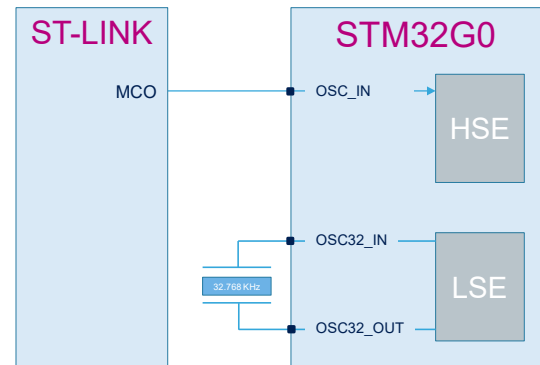 ST-LINK
STM32G0
MCO
OSC_IN
HSE
OSC32_IN
32.768 KHz
LSE
OSC32_OUT